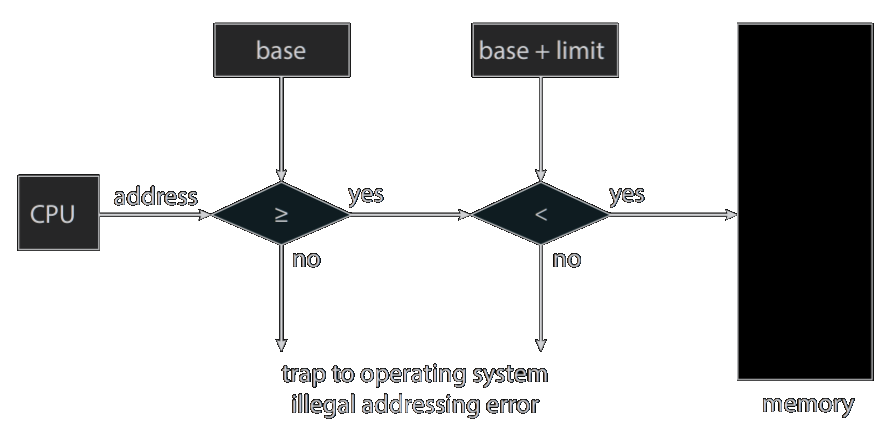 base
base + limit
CPU
address
≥
yes
<
yes
no
no
trap to operating system
illegal addressing error
memory